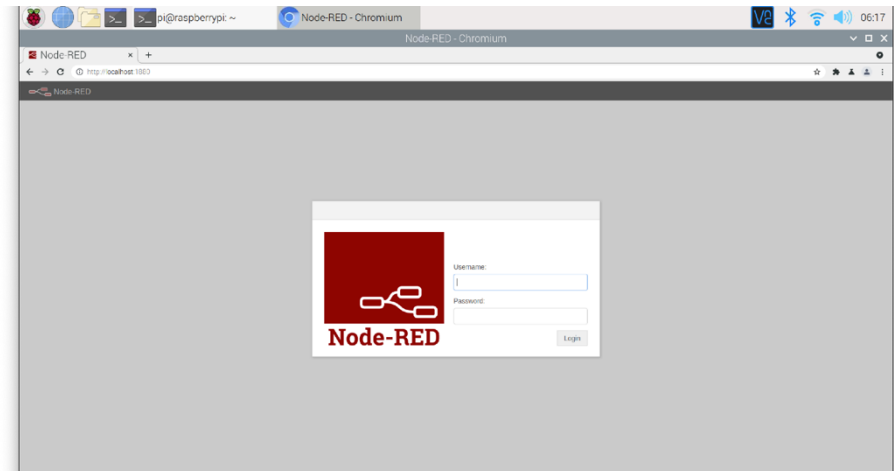 pi@raspberrypi: ~
Node-RED - Chromium
V2
06:17
Node-RED - Chromium
Node-RED
http://localhost:1880
Node-RED
Username:
Password:
Node-RED
Login